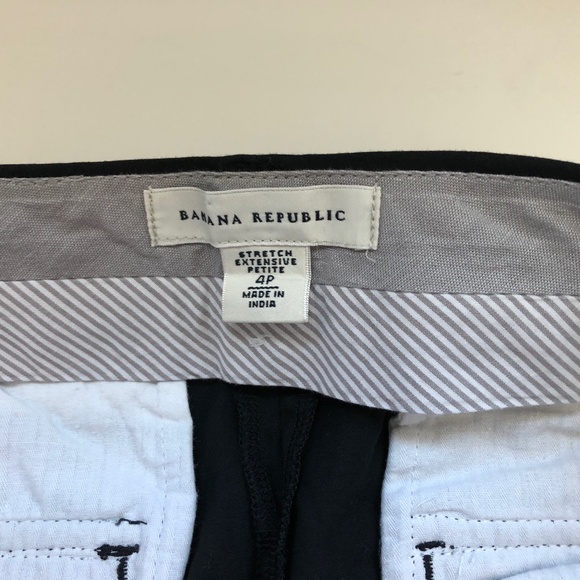 BANANA REPUBLIC
STRETCH
EXTENSIVE
PETITE
4P
MADE IN
INDIA